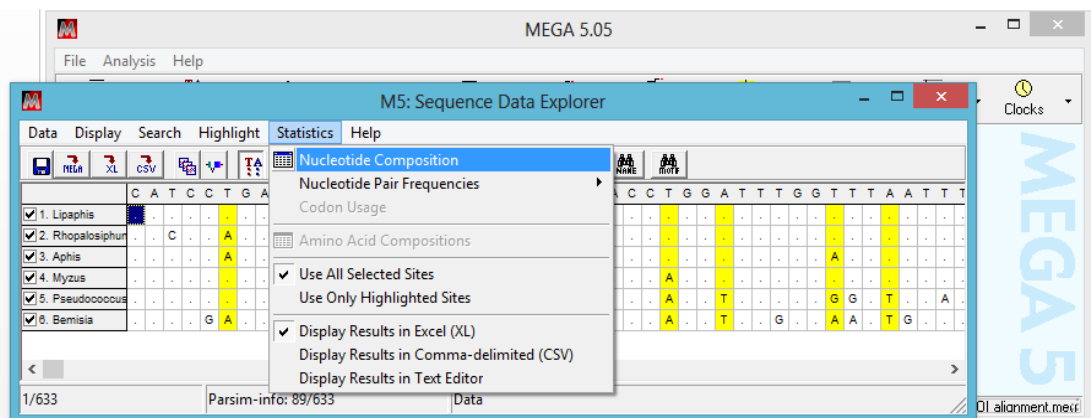 MEGA 5.05
File Analysis Help
Clocks
M5: Sequence Data Explorer
Data Display Search Highlight Statistics Help
MEGA XL CSV NAME MOTIF
Nucleotide Composition
Nucleotide Pair Frequencies
Codon Usage
Amino Acid Compositions
Use All Selected Sites
Use Only Highlighted Sites
Display Results in Excel (XL)
Display Results in Comma-delimited (CSV)
Display Results in Text Editor
C A T C C T G A C C T G G A T T T G G T T T A A T T T
1. Lipaphis
2. Rhopalosiphur . . C . . A
3. Aphis A A
4. Myzus A
5. Pseudococcus A T G G T A
6. Bemisia G A A T G A A T G
1/633
Parsim-info: 89/633
Data
MEGA 5
OI alignment.meg